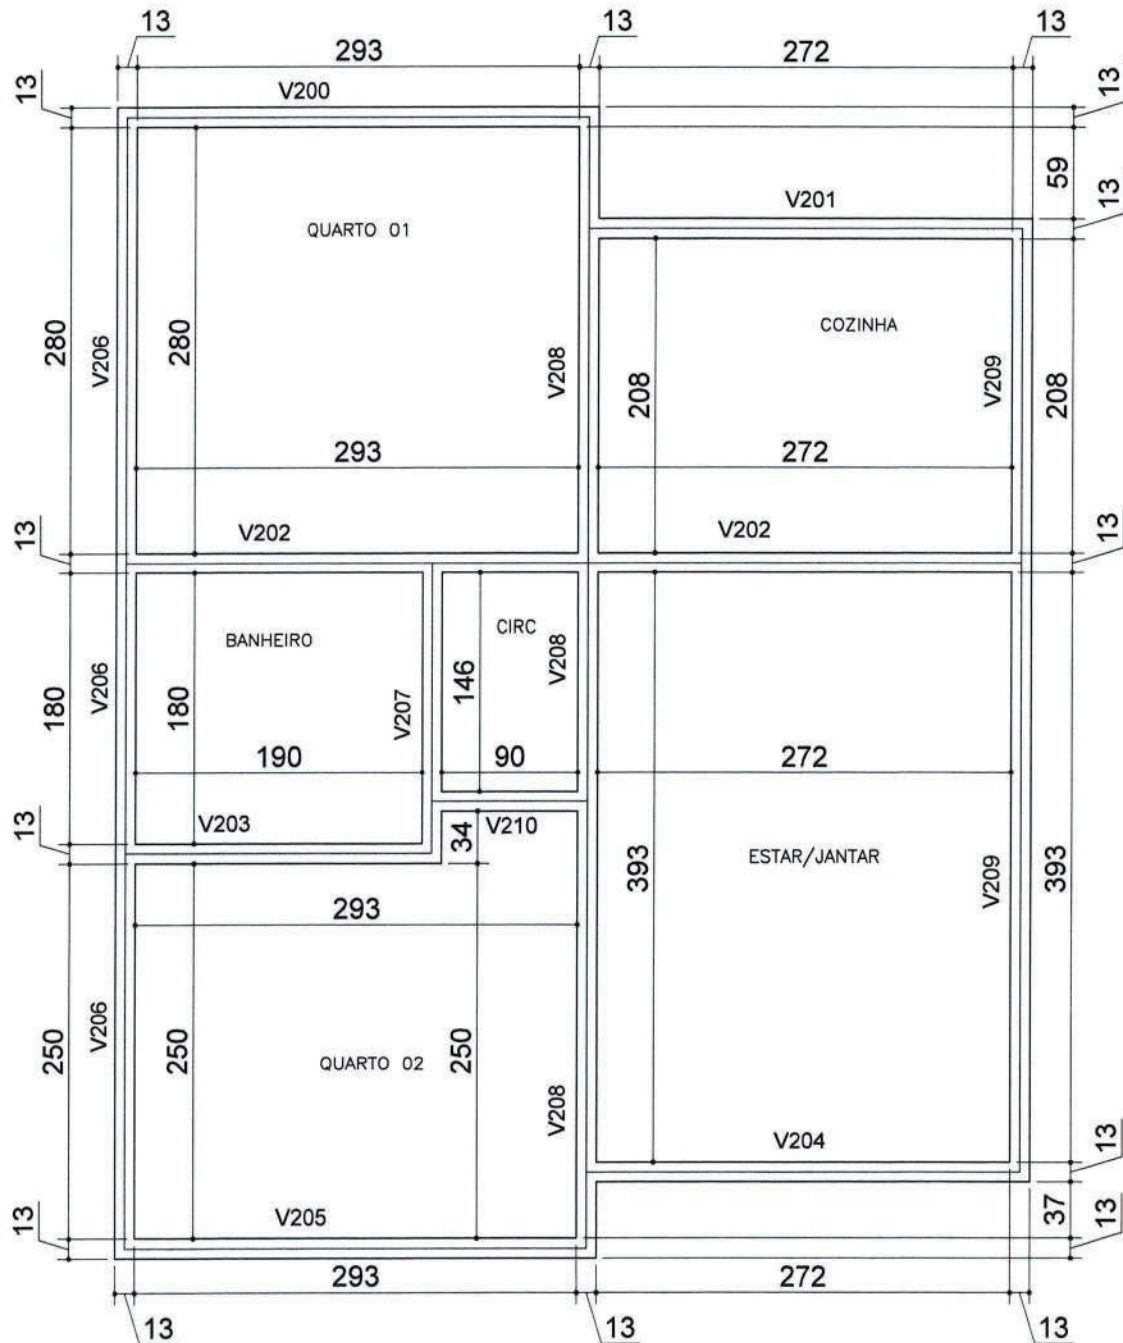 13
13
13
293
272
13
V200
13
59
V201
13
QUARTO 01
COZINHA
280
V206
280
V208
208
V209
208
293
272
V202
V202
13
13
BANHEIRO
CIRC
V206
V208
180
180
V207
146
190
90
272
V203
34
V210
13
ESTAR/JANTAR
393
V209
393
293
V206
250
250
QUARTO 02
250
V208
V204
13
V205
37
13
13
293
272
13
13
13